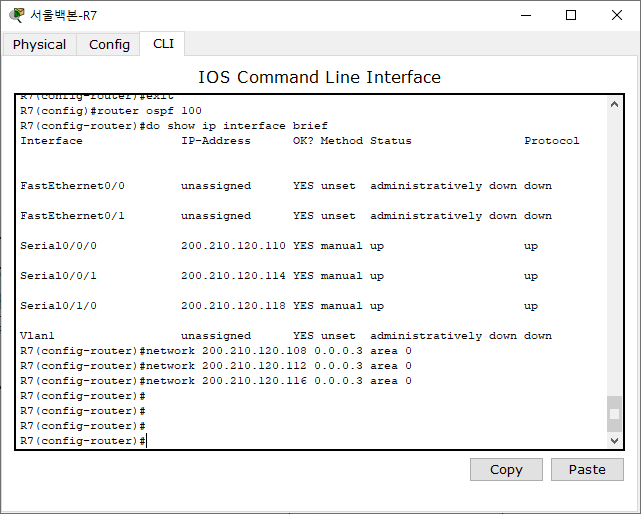 서울백본-R7
Physical Config CLI
IOS Command Line Interface
R7(config-router)#exit
R7(config)#router ospf 100
R7(config-router)#do show ip interface brief
Interface IP-Address OK? Method Status Protocol
FastEthernet0/0 unassigned YES unset administratively down down
FastEthernet0/1 unassigned YES unset administratively down down
Serial0/0/0 200.210.120.110 YES manual up up
Serial0/0/1 200.210.120.114 YES manual up up
Serial0/1/0 200.210.120.118 YES manual up up
Vlan1 unassigned YES unset administratively down down
R7(config-router)#network 200.210.120.108 0.0.0.3 area 0
R7(config-router)#network 200.210.120.112 0.0.0.3 area 0
R7(config-router)#network 200.210.120.116 0.0.0.3 area 0
R7(config-router)#
R7(config-router)#
R7(config-router)#
R7(config-router)#
Copy Paste